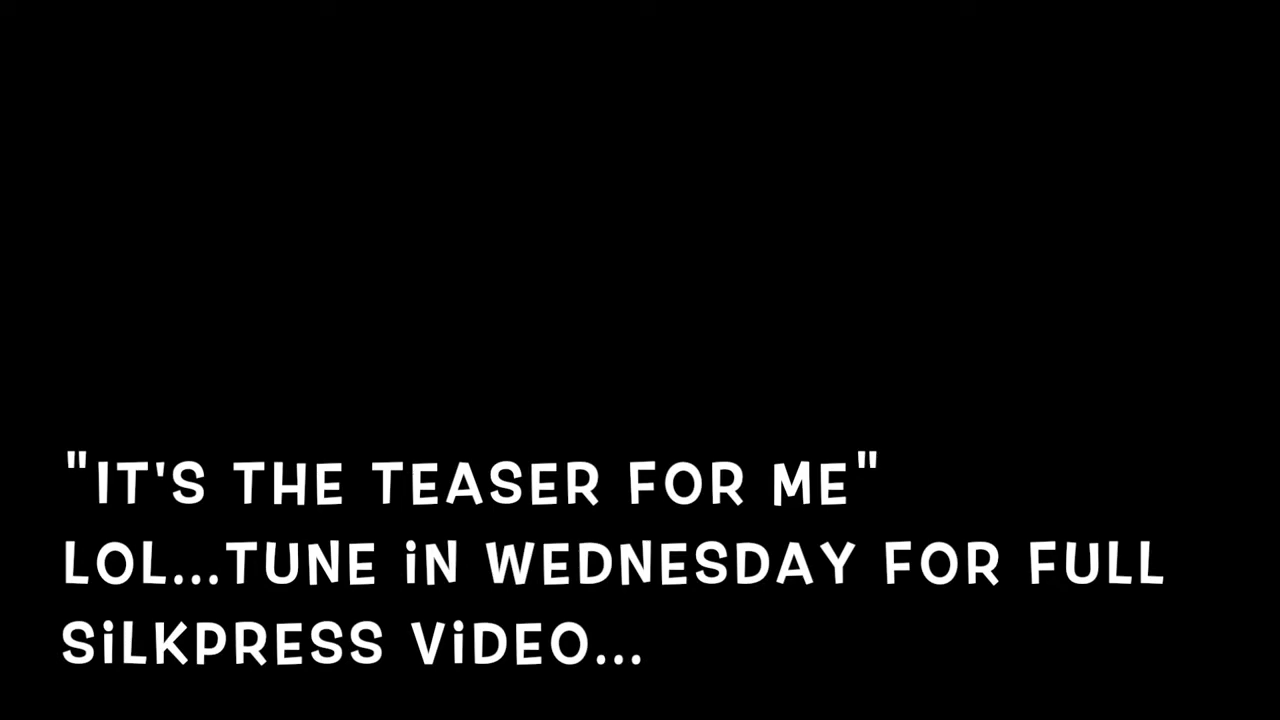 "IT'S THE TEASER FOR ME"
LOL...TUNE iN WEDNESDAY FOR FULL
SiLKPRESS ViDEO...